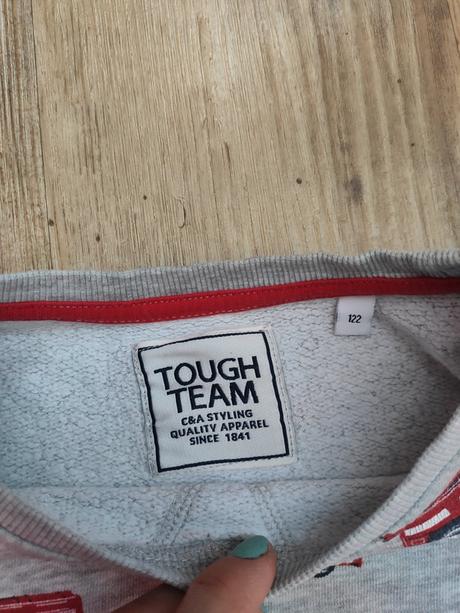 122
TOUGH
TEAM
C&A STYLING
QUALITY APPAREL
SINCE 1841